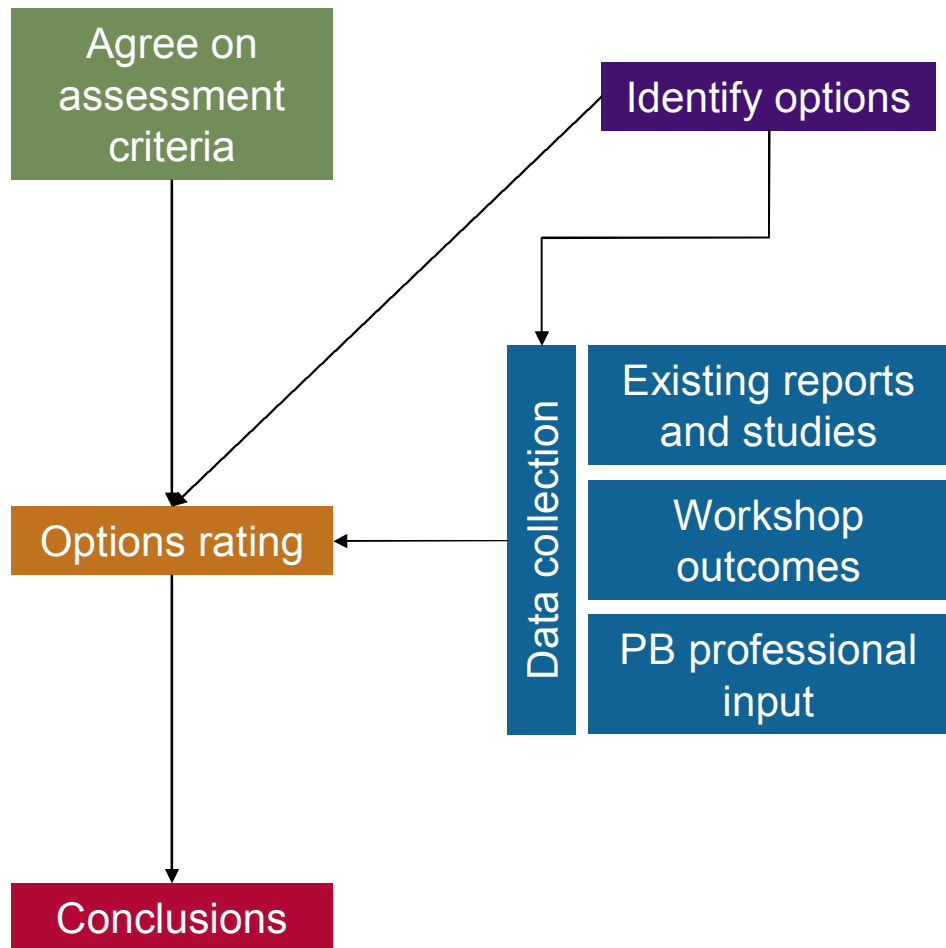 Agree on
assessment
criteria
Identify options
Existing reports
and studies
Data collection
Workshop
outcomes
Options rating
PB professional
input
Conclusions